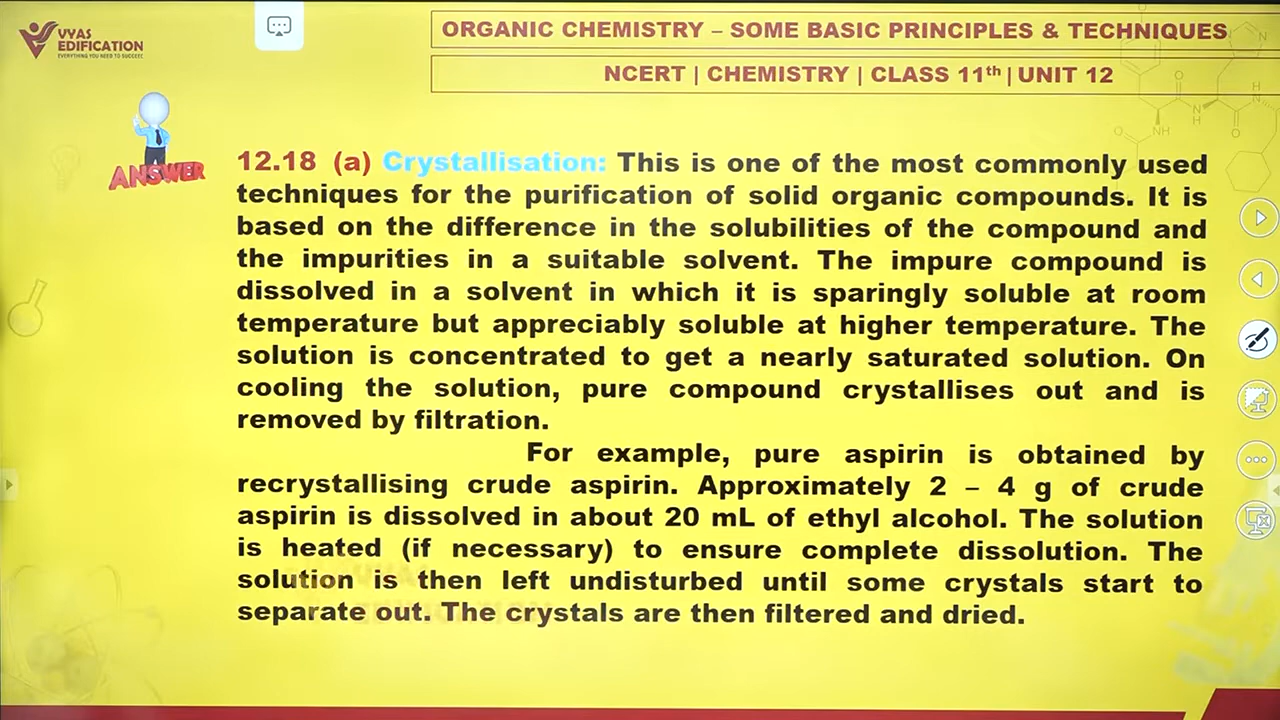 VYAS
EDIFICATION
EVERYTHING YOU NEED TO SUCCEED
ORGANIC CHEMISTRY – SOME BASIC PRINCIPLES & TECHNIQUES
NCERT | CHEMISTRY | CLASS 11th | UNIT 12
ANSWER
12.18 (a) Crystallisation: This is one of the most commonly used
techniques for the purification of solid organic compounds. It is
based on the difference in the solubilities of the compound and
the impurities in a suitable solvent. The impure compound is
dissolved in a solvent in which it is sparingly soluble at room
temperature but appreciably soluble at higher temperature. The
solution is concentrated to get a nearly saturated solution. On
cooling the solution, pure compound crystallises out and is
removed by filtration.
For example, pure aspirin is obtained by
recrystallising crude aspirin. Approximately 2 – 4 g of crude
aspirin is dissolved in about 20 mL of ethyl alcohol. The solution
is heated (if necessary) to ensure complete dissolution. The
solution is then left undisturbed until some crystals start to
separate out. The crystals are then filtered and dried.